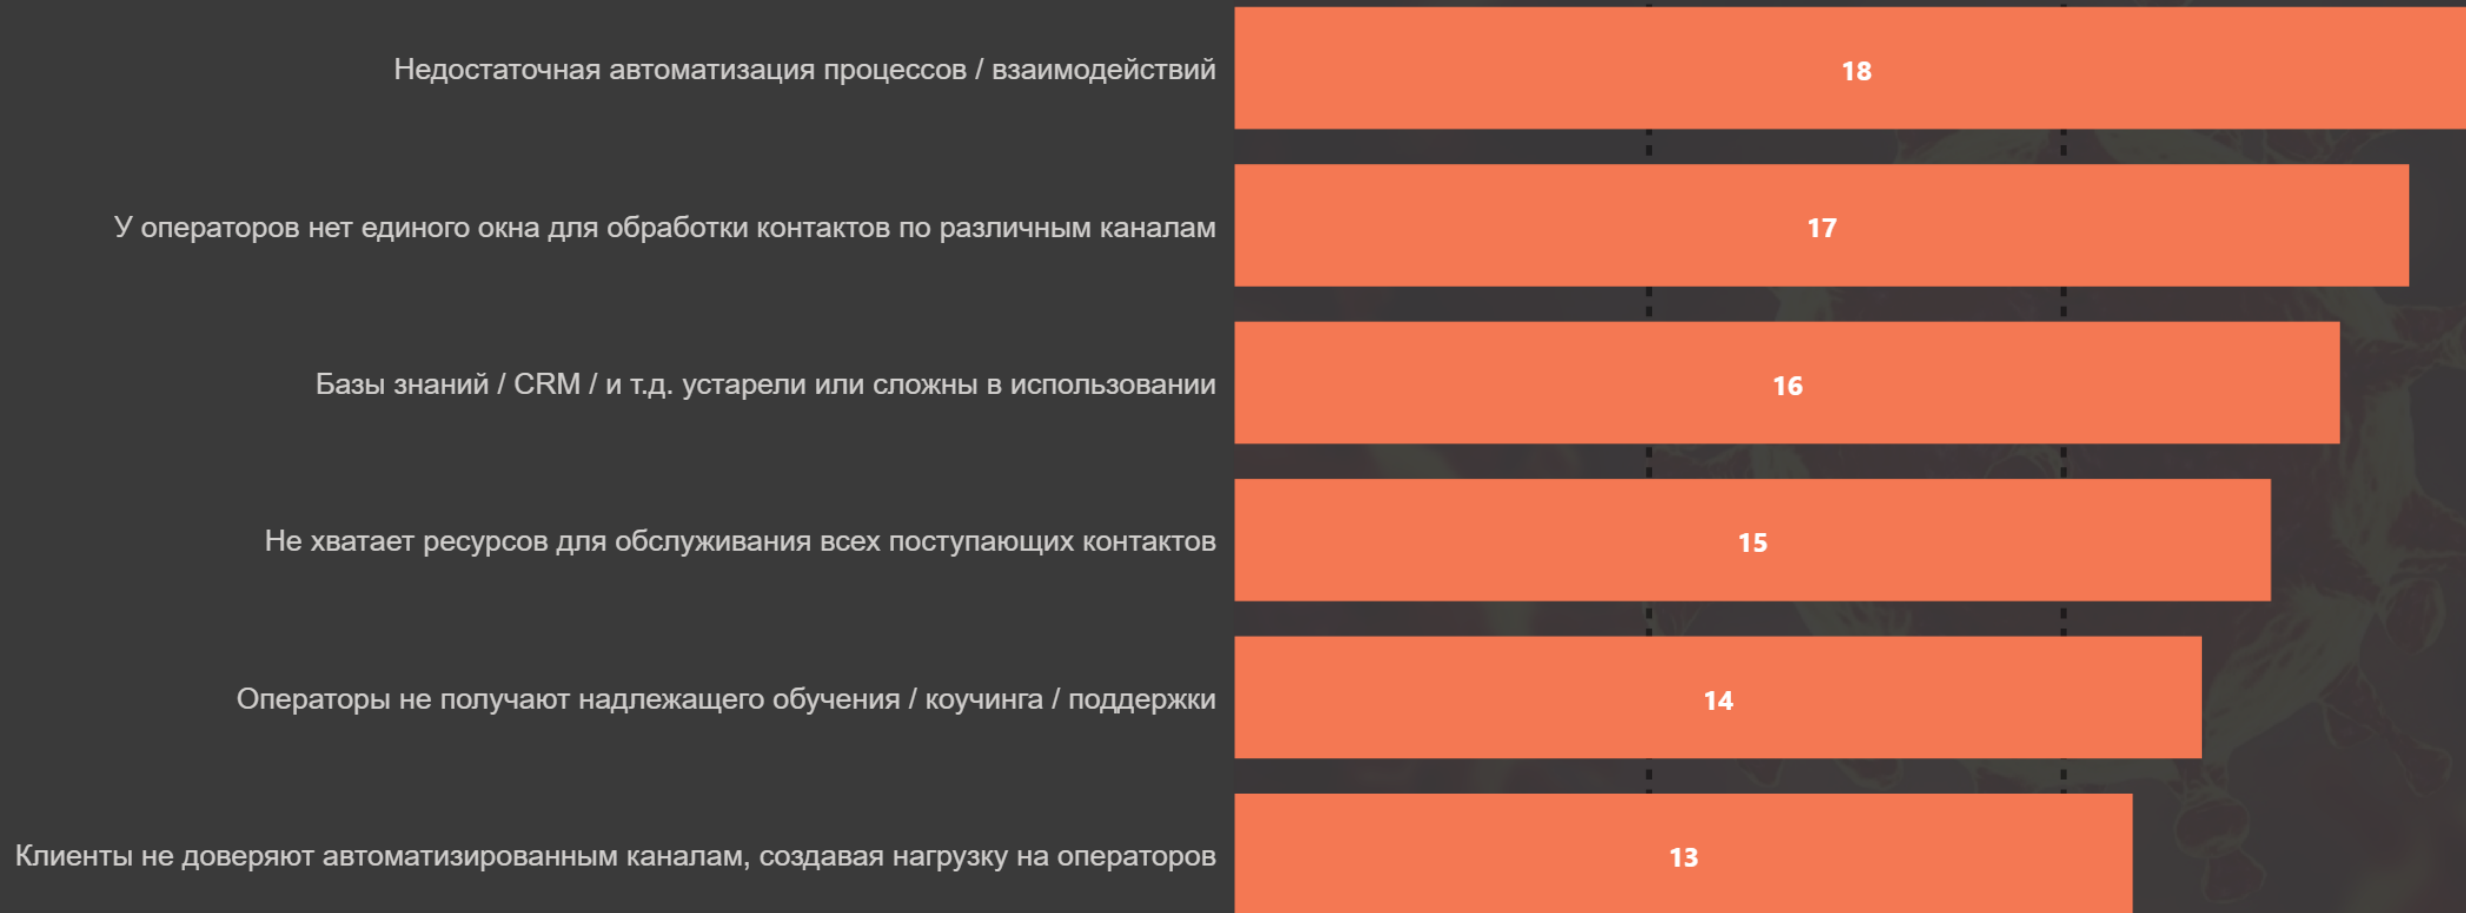 Недостаточная автоматизация процессов / взаимодействий
18
У операторов нет единого окна для обработки контактов по различным каналам
17
Базы знаний / CRM / и т.д. устарели или сложны в использовании
16
Не хватает ресурсов для обслуживания всех поступающих контактов
15
Операторы не получают надлежащего обучения / коучинга / поддержки
14
Клиенты не доверяют автоматизированным каналам, создавая нагрузку на операторов
13